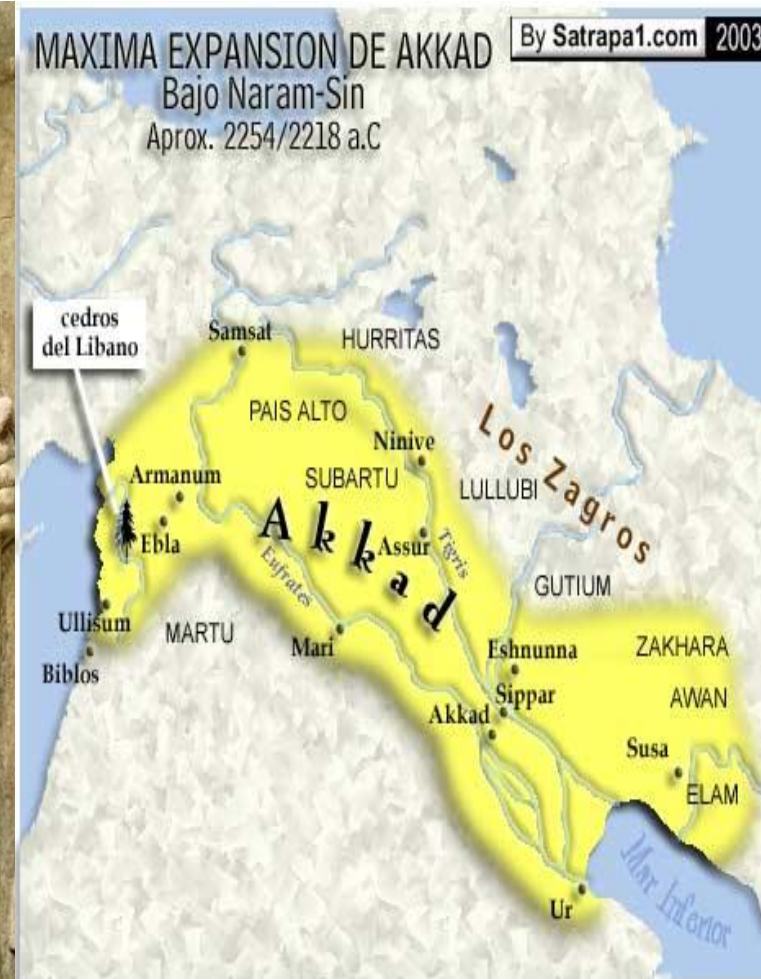 MAXIMA EXPANSION DE AKKAD
Bajo Naram-Sin
Aprox. 2254/2218 a.C
By Satrapa1.com 2003
cedros
del Libano
Samsat
HURRITAS
PAIS ALTO
Los Zagros
Ninive
Armanum
SUBARTU
LULLUBI
Akkad
Ebla
Assur
Tigris
Eufrates
GUTIUM
Ullisum
MARTU
Mari
Eshnunna
ZAKHARA
Biblos
Sippar
AWAN
Akkad
Susa
ELAM
Mar Inferior
Ur